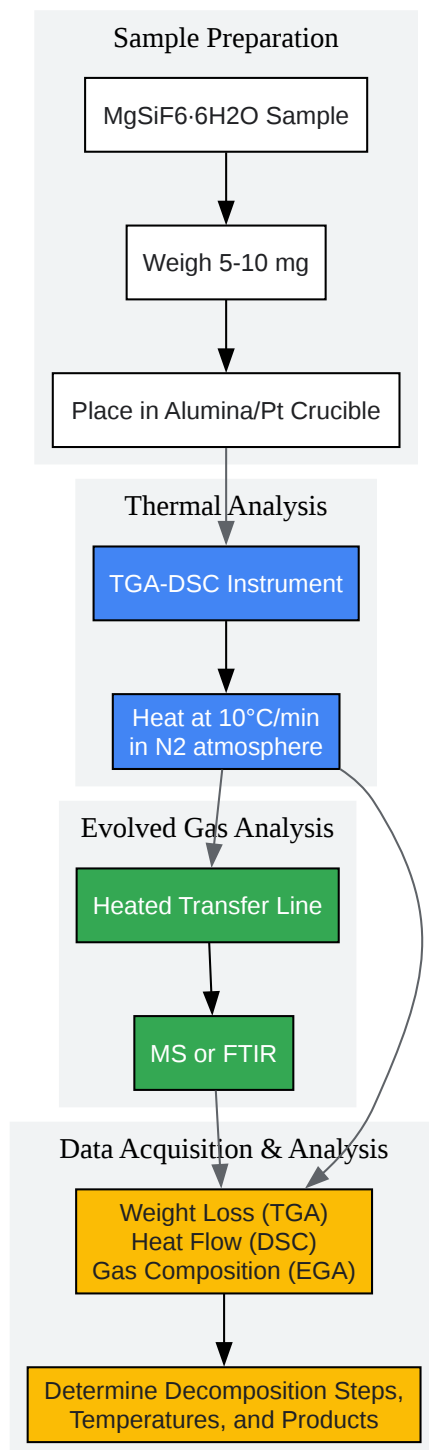 Sample Preparation
MgSiF6·6H2O Sample
Weigh 5-10 mg
Place in Alumina/Pt Crucible
Thermal Analysis
TGA-DSC Instrument
Heat at 10°C/min
in N2 atmosphere
Evolved Gas Analysis
Heated Transfer Line
MS or FTIR
Data Acquisition & Analysis
Weight Loss (TGA)
Heat Flow (DSC)
Gas Composition (EGA)
Determine Decomposition Steps,
Temperatures, and Products